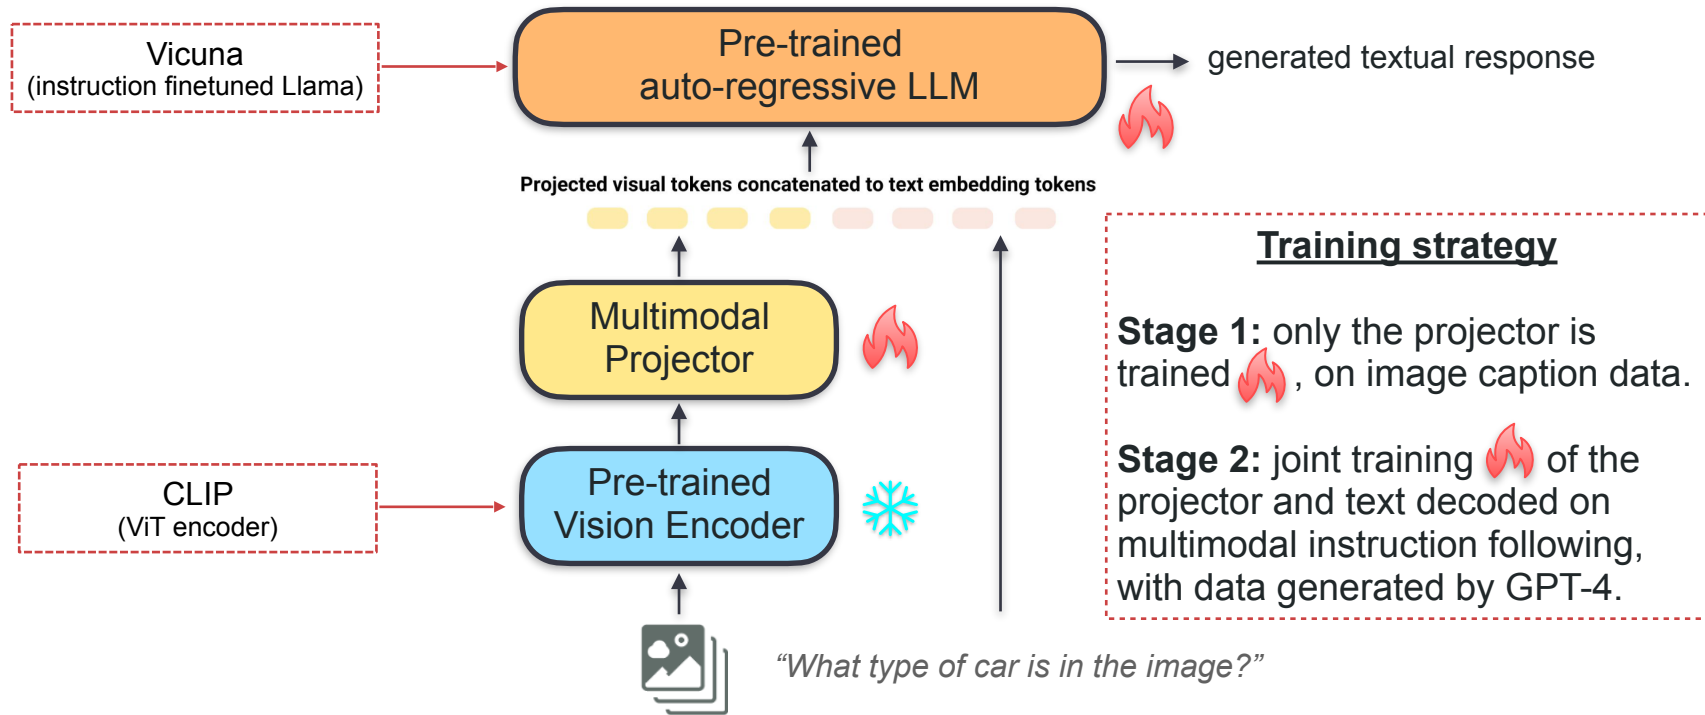 Vicuna
(instruction finetuned Llama)
Pre-trained
auto-regressive LLM
generated textual response
Projected visual tokens concatenated to text embedding tokens
Multimodal
Projector
CLIP
(ViT encoder)
Pre-trained
Vision Encoder
“What type of car is in the image?”
Training strategy
Stage 1: only the projector is
trained , on image caption data.
Stage 2: joint training of the
projector and text decoded on
multimodal instruction following,
with data generated by GPT-4.